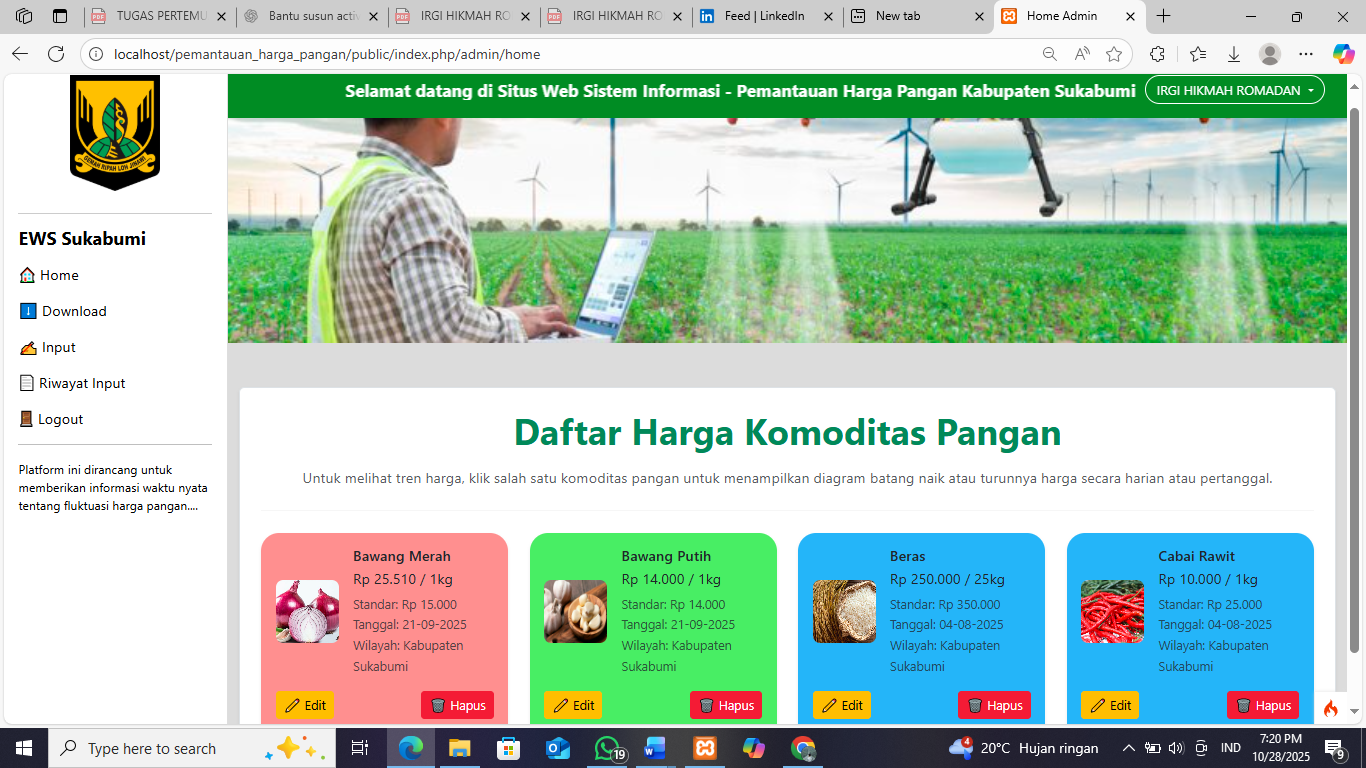 TUGAS PERTEMU
Bantu susun activ
IRGI HIKMAH RO
IRGI HIKMAH RO
Feed | LinkedIn
New tab
Home Admin
localhost/pemantauan_harga_pangan/public/index.php/admin/home
GEMAH RIPAH LOH JINAWI
Selamat datang di Situs Web Sistem Informasi - Pemantauan Harga Pangan Kabupaten Sukabumi
IRGI HIKMAH ROMADAN
EWS Sukabumi
Home
Download
Input
Riwayat Input
Logout
Platform ini dirancang untuk
memberikan informasi waktu nyata
tentang fluktuasi harga pangan....
Daftar Harga Komoditas Pangan
Untuk melihat tren harga, klik salah satu komoditas pangan untuk menampilkan diagram batang naik atau turunnya harga secara harian atau pertanggal.
Bawang Merah
Rp 25.510 / 1kg
Standar: Rp 15.000
Tanggal: 21-09-2025
Wilayah: Kabupaten
Sukabumi
Edit
Hapus
Bawang Putih
Rp 14.000 / 1kg
Standar: Rp 14.000
Tanggal: 21-09-2025
Wilayah: Kabupaten
Sukabumi
Edit
Hapus
Beras
Rp 250.000 / 25kg
Standar: Rp 350.000
Tanggal: 04-08-2025
Wilayah: Kabupaten
Sukabumi
Edit
Hapus
Cabai Rawit
Rp 10.000 / 1kg
Standar: Rp 25.000
Tanggal: 04-08-2025
Wilayah: Kabupaten
Sukabumi
Edit
Hapus
Type here to search
19
4
20°C Hujan ringan
IND
7:20 PM
10/28/2025
9